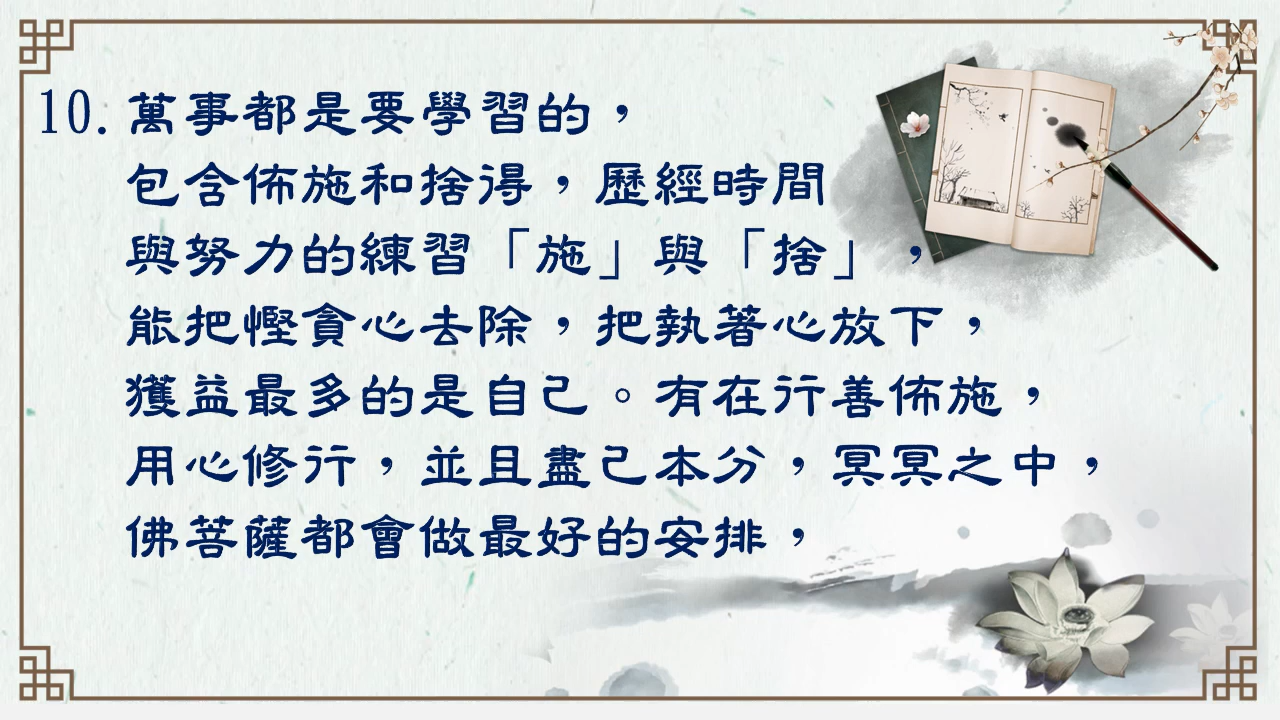 10.萬事都是要學習的，
包含佈施和捨得，歷經時間
與努力的練習「施」與「捨」，
能把慳貪心去除，把執著心放下，
獲益最多的是自己。有在行善佈施，
用心修行，並且盡己本分，冥冥之中，
佛菩薩都會做最好的安排，